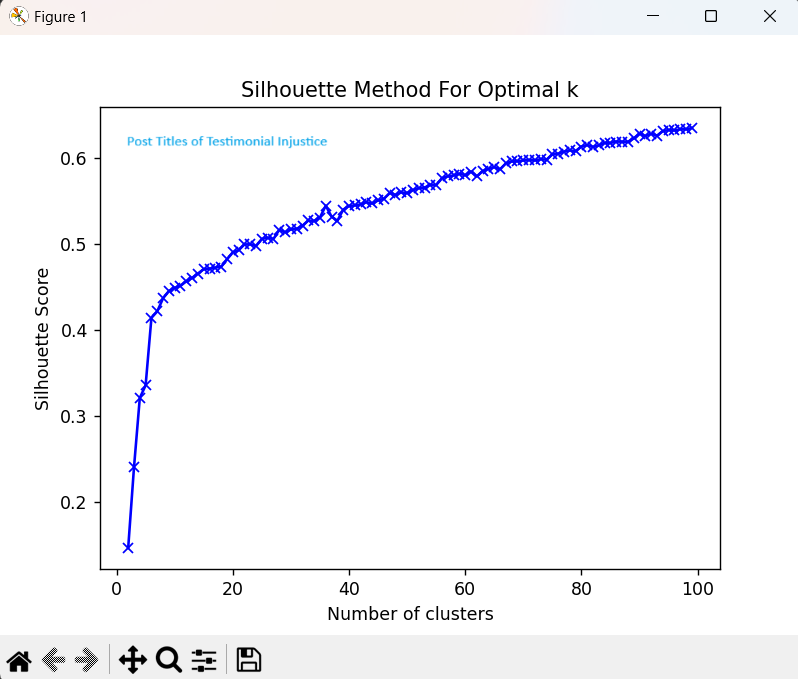 Figure 1
Silhouette Method For Optimal k
Post Titles of Testimonial Injustice
Silhouette Score
0.6
0.5
0.4
0.3
0.2
0 20 40 60 80 100
Number of clusters